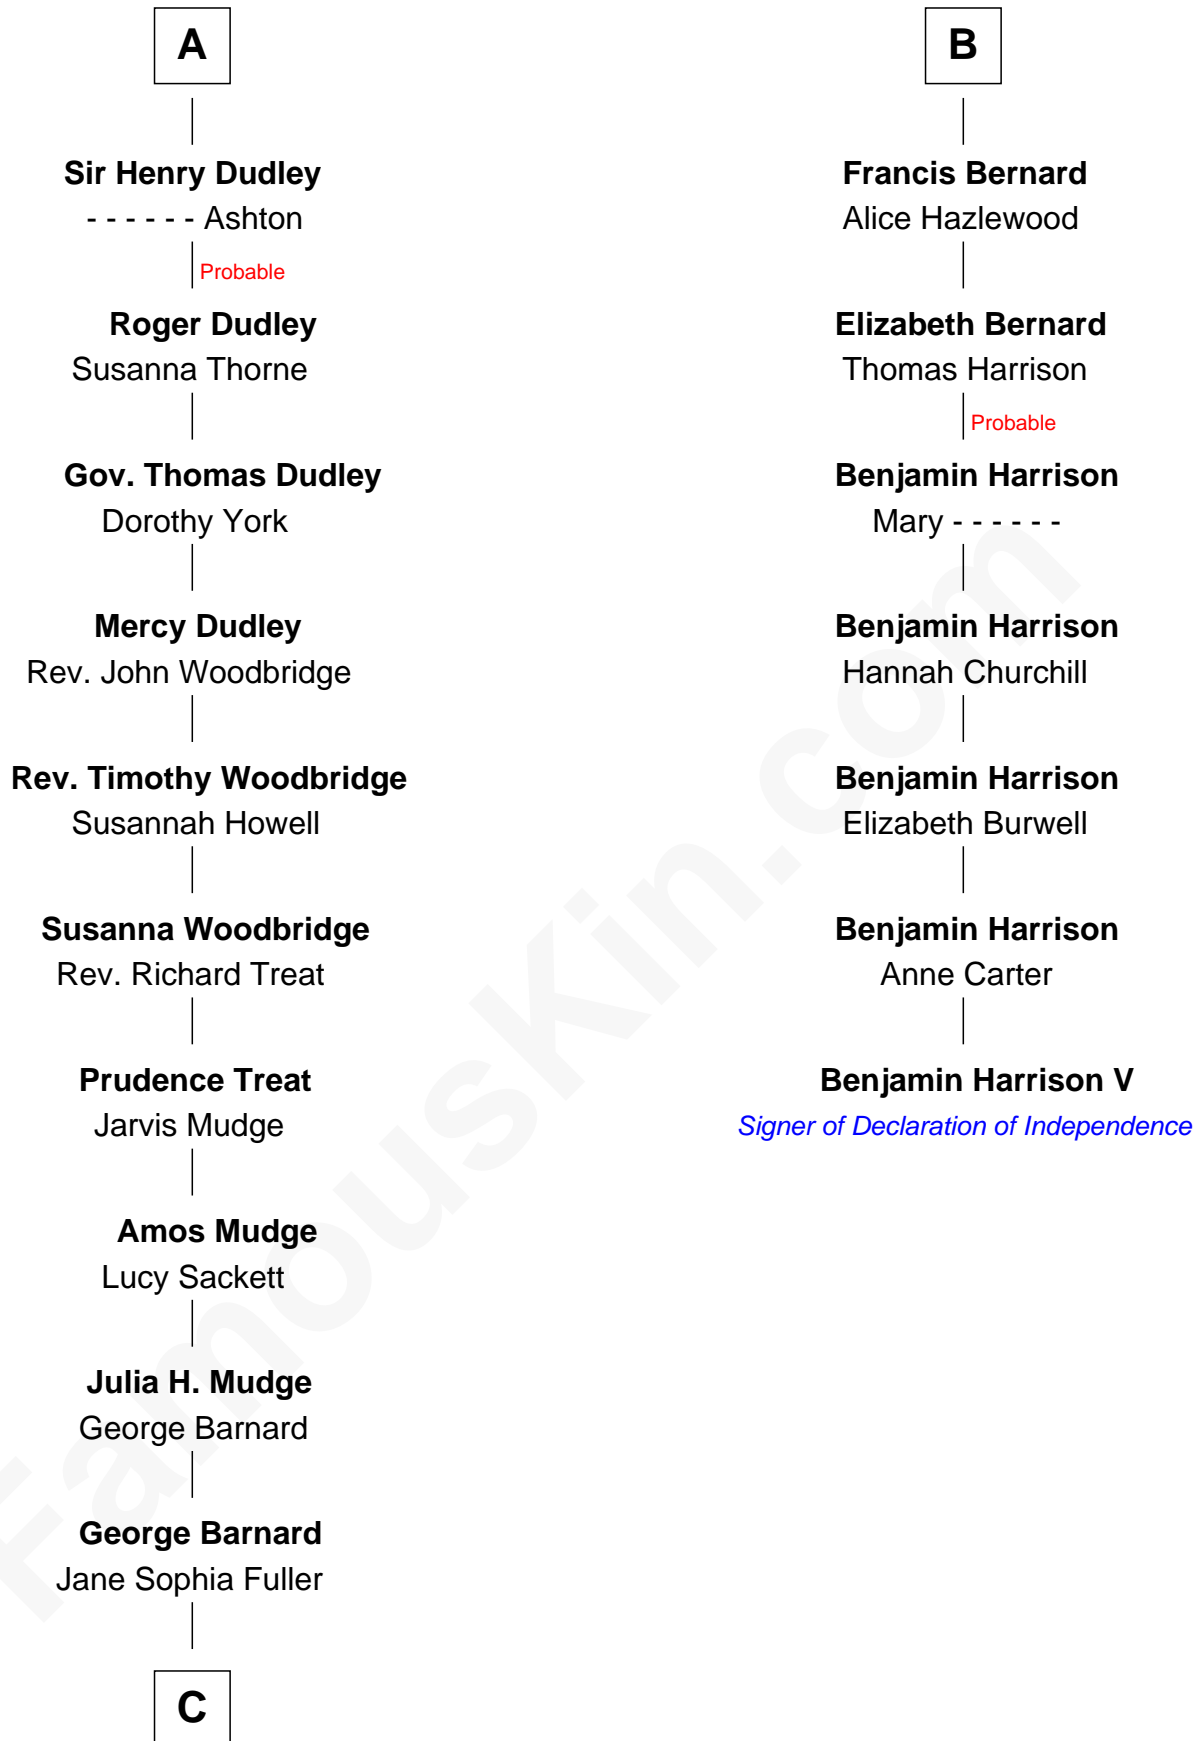 A
Sir Henry Dudley
- - - - - - Ashton
Probable
Roger Dudley
Susanna Thorne
Gov. Thomas Dudley
Dorothy York
Mercy Dudley
Rev. John Woodbridge
Rev. Timothy Woodbridge
Susannah Howell
Susanna Woodbridge
Rev. Richard Treat
Prudence Treat
Jarvis Mudge
Amos Mudge
Lucy Sackett
Julia H. Mudge
George Barnard
George Barnard
Jane Sophia Fuller
C
B
Francis Bernard
Alice Hazlewood
Elizabeth Bernard
Thomas Harrison
Probable
Benjamin Harrison
Mary - - - - - -
Benjamin Harrison
Hannah Churchill
Benjamin Harrison
Elizabeth Burwell
Benjamin Harrison
Anne Carter
Benjamin Harrison V
Signer of Declaration of Independence
FamousKin.com